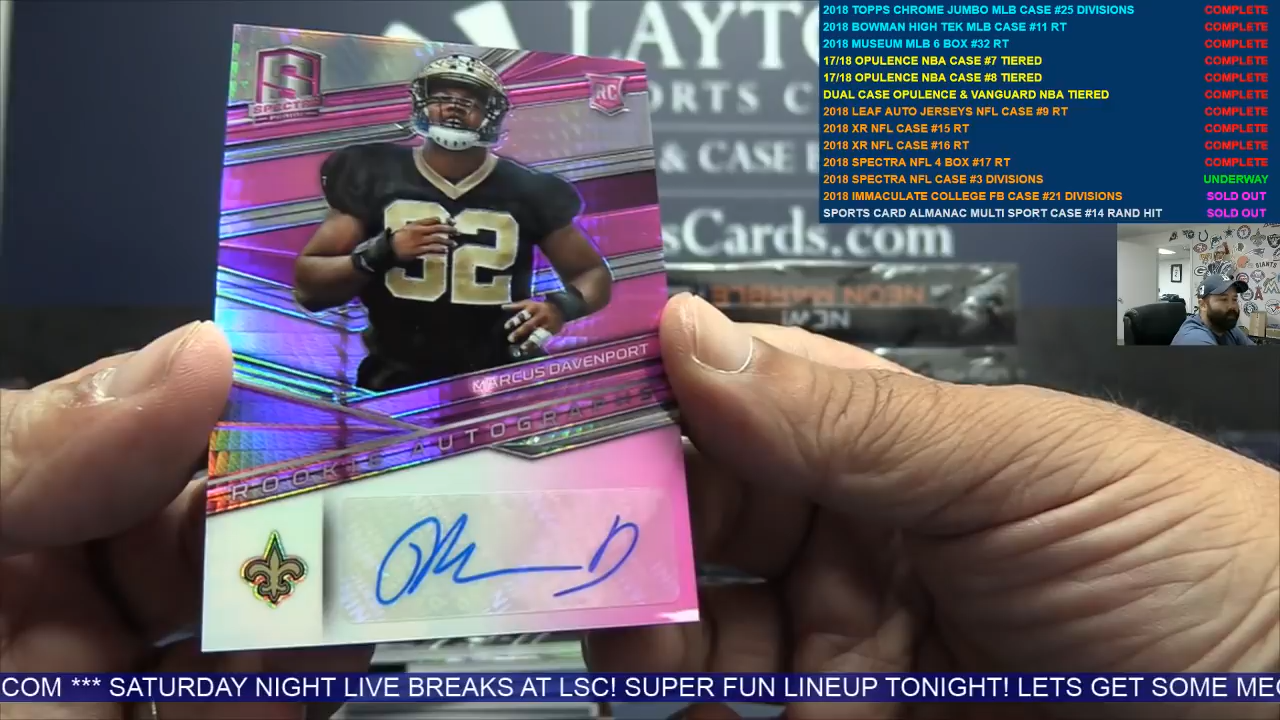 2018 TOPPS CHROME JUMBO MLB CASE #25 DIVISIONS COMPLETE
2018 BOWMAN HIGH TEK MLB CASE #11 RT COMPLETE
2018 MUSEUM MLB 6 BOX #32 RT COMPLETE
17/18 OPULENCE NBA CASE #7 TIERED COMPLETE
17/18 OPULENCE NBA CASE #8 TIERED COMPLETE
DUAL CASE OPULENCE & VANGUARD NBA TIERED COMPLETE
2018 LEAF AUTO JERSEYS NFL CASE #9 RT COMPLETE
2018 XR NFL CASE #15 RT COMPLETE
2018 XR NFL CASE #16 RT COMPLETE
2018 SPECTRA NFL 4 BOX #17 RT COMPLETE
2018 SPECTRA NFL CASE #3 DIVISIONS UNDERWAY
2018 IMMACULATE COLLEGE FB CASE #21 DIVISIONS SOLD OUT
SPORTS CARD ALMANAC MULTI SPORT CASE #14 RAND HIT SOLD OUT
LAYTO
ORTS C
& CASE
sCards.com
S
SPECTRA
RC
92
MARCUS DAVENPORT
ROOKIE AUTOGRAPHS
COM *** SATURDAY NIGHT LIVE BREAKS AT LSC! SUPER FUN LINEUP TONIGHT! LETS GET SOME ME